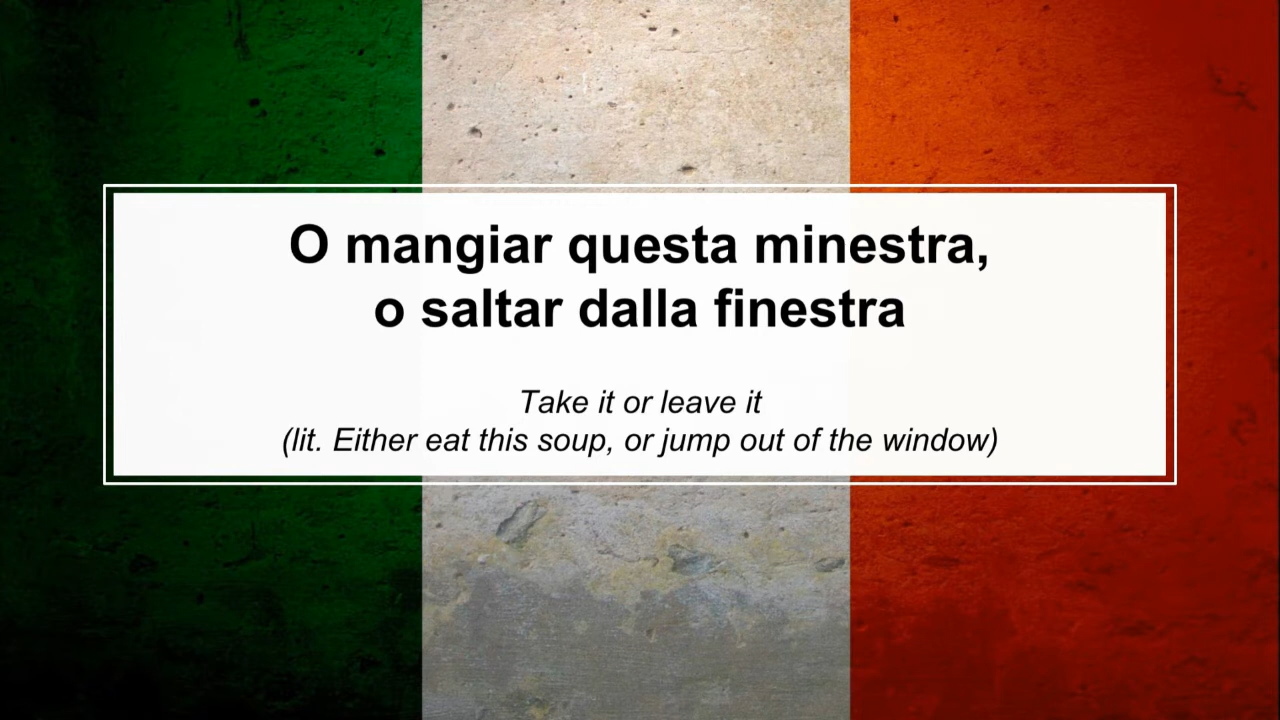 O mangiar questa minestra,
o saltar dalla finestra
Take it or leave it
(lit. Either eat this soup, or jump out of the window)